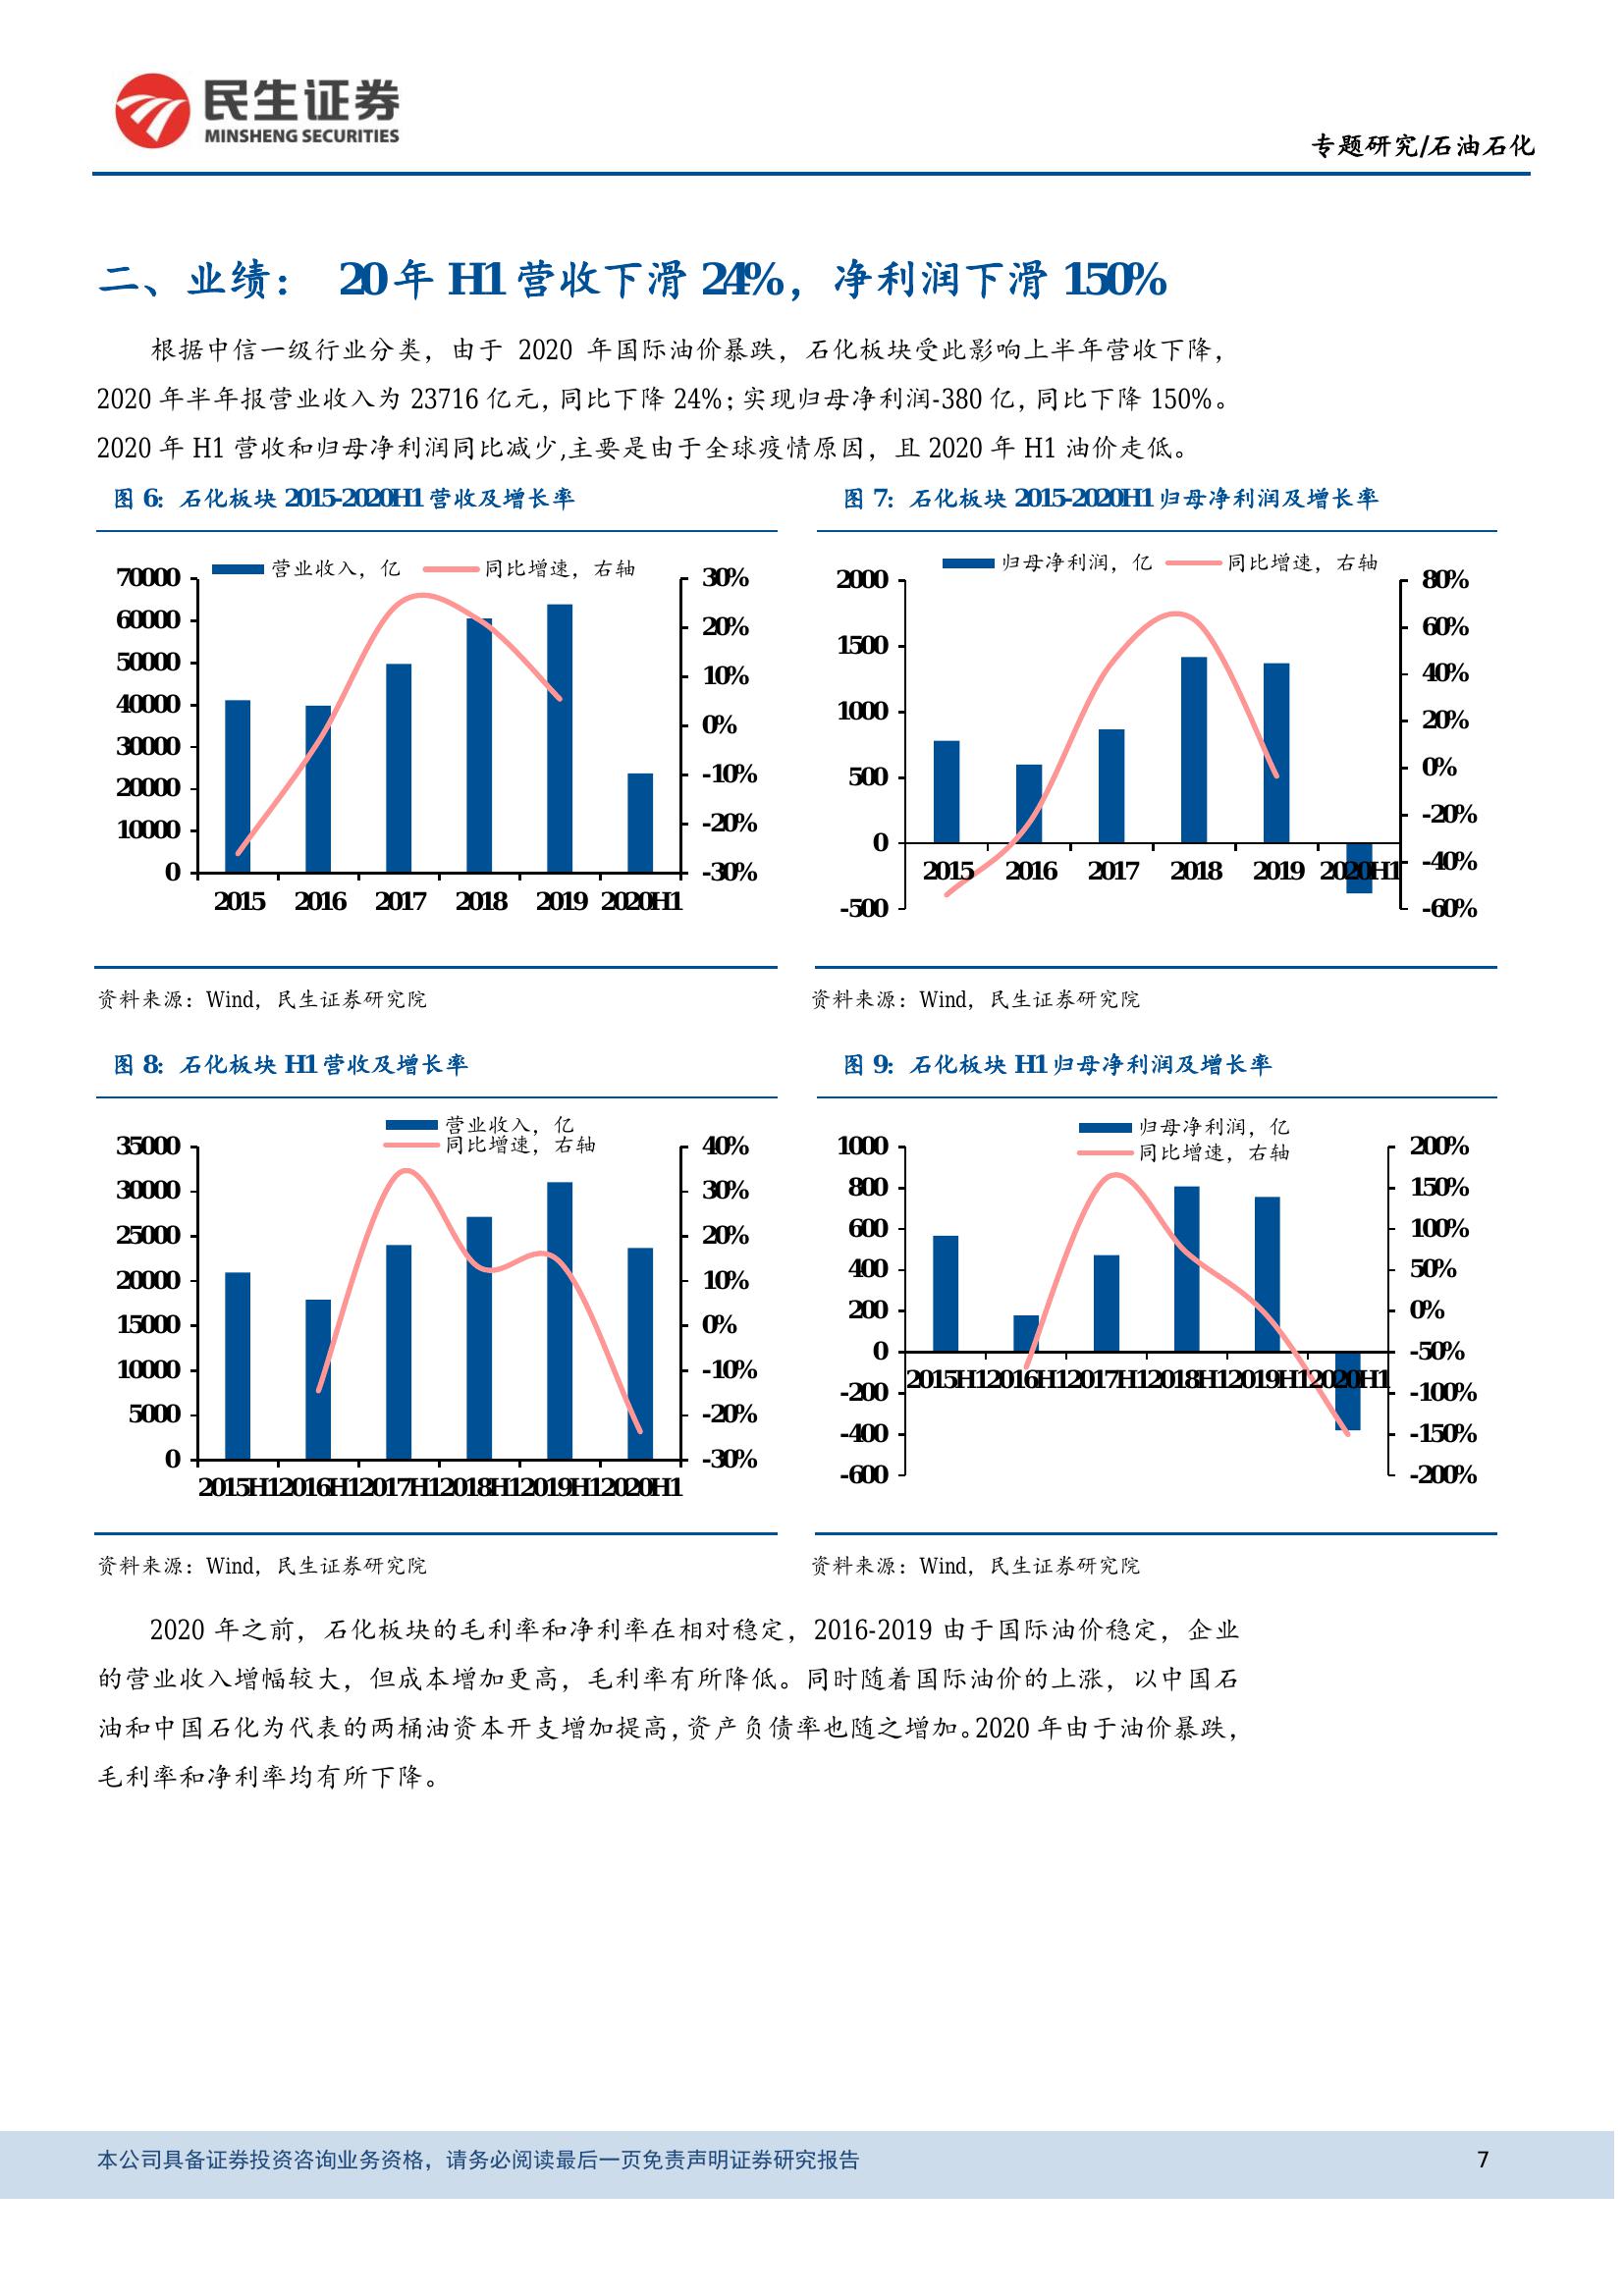 民生证券
MINSHENG SECURITIES
专题研究/石油石化
二、业绩： 20年H1营收下滑24%，净利润下滑150%
根据中信一级行业分类，由于 2020 年国际油价暴跌，石化板块受此影响上半年营收下降，
2020 年半年报营业收入为 23716 亿元，同比下降 24%；实现归母净利润-380 亿，同比下降 150%。
2020 年 H1 营收和归母净利润同比减少,主要是由于全球疫情原因，且 2020 年 H1 油价走低。
图 6：石化板块 2015-2020H1 营收及增长率
营业收入，亿
同比增速，右轴
70000
60000
50000
40000
30000
20000
10000
0
30%
20%
10%
0%
-10%
-20%
-30%
2015 2016 2017 2018 2019 2020H1
资料来源：Wind，民生证券研究院
图 7：石化板块 2015-2020H1 归母净利润及增长率
归母净利润，亿
同比增速，右轴
2000
1500
1000
500
0
-500
80%
60%
40%
20%
0%
-20%
-40%
-60%
2015 2016 2017 2018 2019 2020H1
资料来源：Wind，民生证券研究院
图 8：石化板块 H1 营收及增长率
营业收入，亿
同比增速，右轴
35000
30000
25000
20000
15000
10000
5000
0
40%
30%
20%
10%
0%
-10%
-20%
-30%
2015H1 2016H1 2017H1 2018H1 2019H1 2020H1
资料来源：Wind，民生证券研究院
图 9：石化板块 H1 归母净利润及增长率
归母净利润，亿
同比增速，右轴
1000
800
600
400
200
0
-200
-400
-600
200%
150%
100%
50%
0%
-50%
-100%
-150%
-200%
2015H1 2016H1 2017H1 2018H1 2019H1 2020H1
资料来源：Wind，民生证券研究院
2020 年之前，石化板块的毛利率和净利率在相对稳定，2016-2019 由于国际油价稳定，企业
的营业收入增幅较大，但成本增加更高，毛利率有所降低。同时随着国际油价的上涨，以中国石
油和中国石化为代表的两桶油资本开支增加提高，资产负债率也随之增加。2020 年由于油价暴跌，
毛利率和净利率均有所下降。
本公司具备证券投资咨询业务资格，请务必阅读最后一页免责声明证券研究报告
7